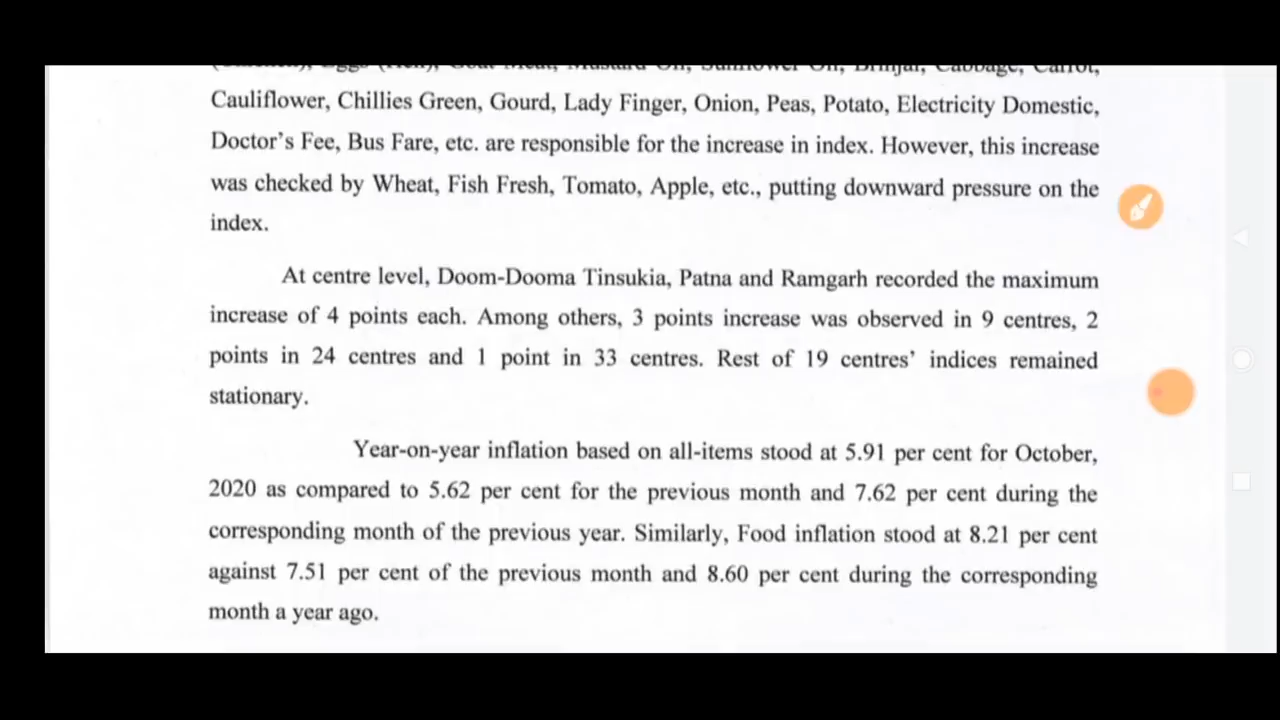 Cauliflower, Chillies Green, Gourd, Lady Finger, Onion, Peas, Potato, Electricity Domestic,
Doctor's Fee, Bus Fare, etc. are responsible for the increase in index. However, this increase
was checked by Wheat, Fish Fresh, Tomato, Apple, etc., putting downward pressure on the
index.
At centre level, Doom-Dooma Tinsukia, Patna and Ramgarh recorded the maximum
increase of 4 points each. Among others, 3 points increase was observed in 9 centres, 2
points in 24 centres and 1 point in 33 centres. Rest of 19 centres' indices remained
stationary.
Year-on-year inflation based on all-items stood at 5.91 per cent for October,
2020 as compared to 5.62 per cent for the previous month and 7.62 per cent during the
corresponding month of the previous year. Similarly, Food inflation stood at 8.21 per cent
against 7.51 per cent of the previous month and 8.60 per cent during the corresponding
month a year ago.